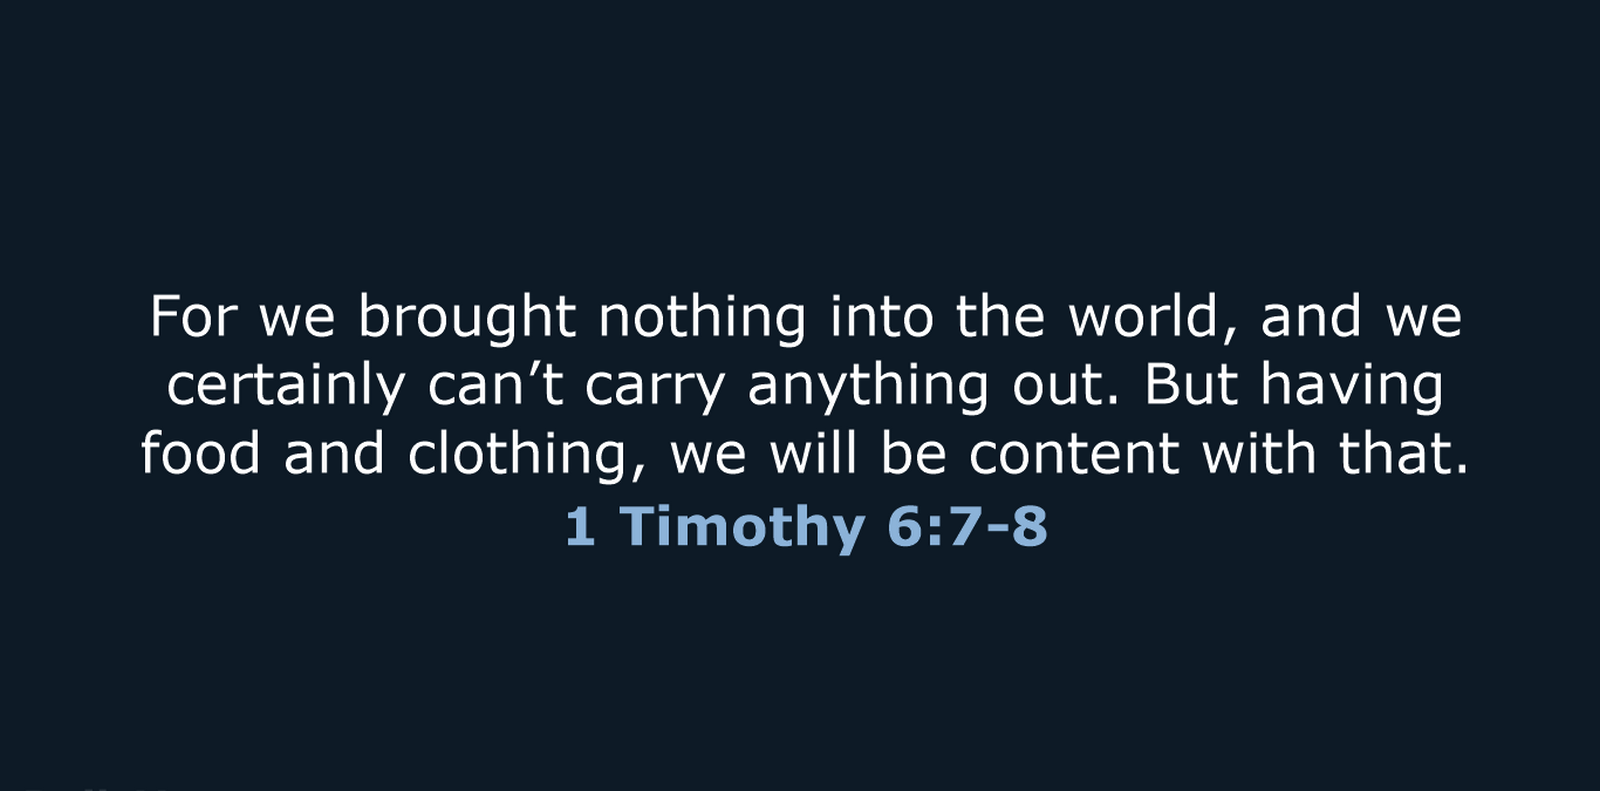 For we brought nothing into the world, and we
certainly can’t carry anything out. But having
food and clothing, we will be content with that.
1 Timothy 6:7-8